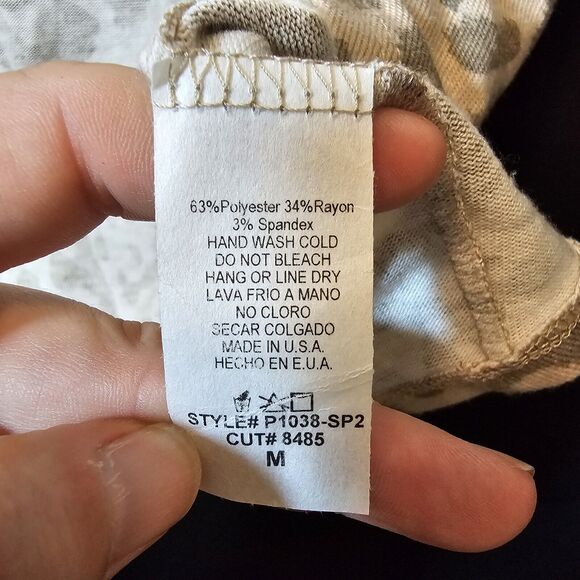 63%Polyester 34%Rayon
3% Spandex
HAND WASH COLD
DO NOT BLEACH
HANG OR LINE DRY
LAVA FRIO A MANO
NO CLORO
SECAR COLGADO
MADE IN U.S.A.
HECHO EN E.U.A.
STYLE# P1038-SP2
CUT# 8485
M